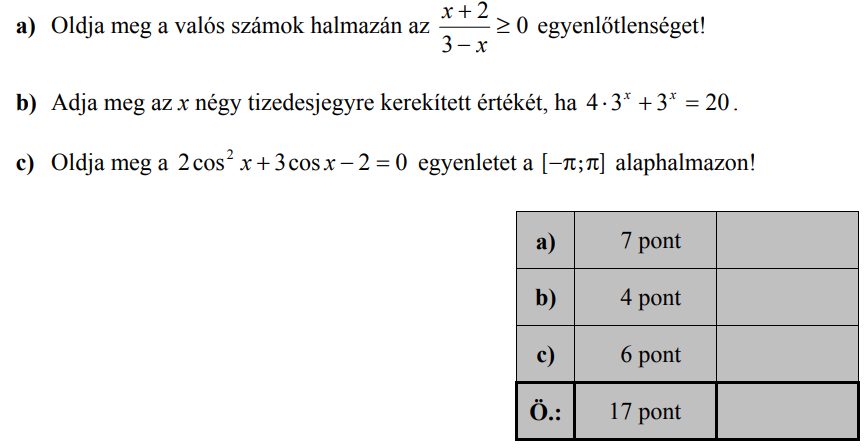 a) Oldja meg a valós számok halmazán az $\frac{x+2}{3-x} \geq 0$ egyenlőtlenséget!
b) Adja meg az x négy tizedesjegyre kerekített értékét, ha $4 \cdot 3^x + 3^x = 20$.
c) Oldja meg a $2\cos^2 x + 3\cos x - 2 = 0$ egyenletet a $[-\pi;\pi]$ alaphalmazon!
a) 7 pont
b) 4 pont
c) 6 pont
Ö.: 17 pont